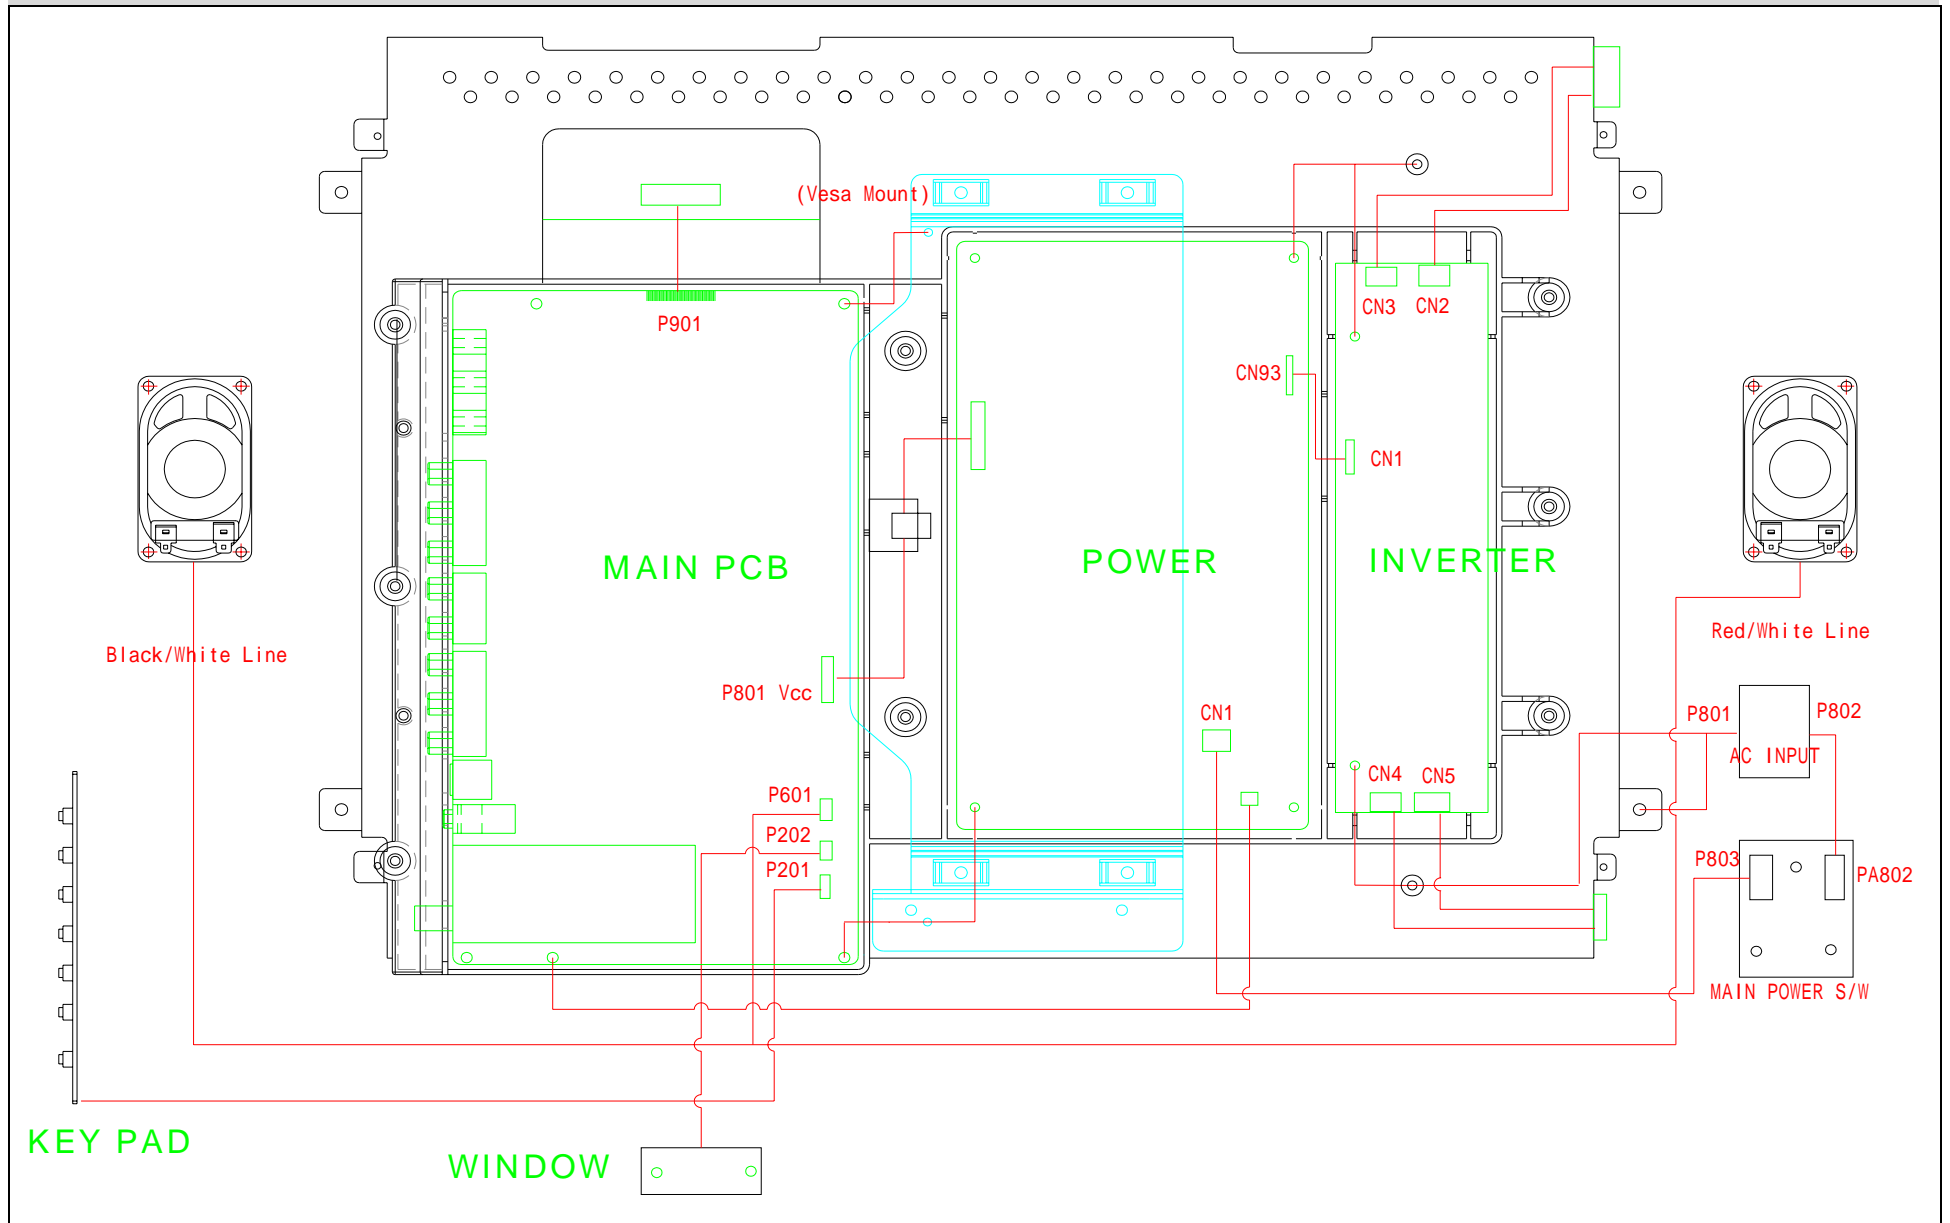 (Vesa Mount)
P901
CN3
CN2
CN93
CN1
MAIN PCB
POWER
INVERTER
Black/White Line
Red/White Line
P801 Vcc
CN1
P801
P802
AC INPUT
CN4
CN5
P601
P202
P201
P803
PA802
MAIN POWER S/W
KEY PAD
WINDOW